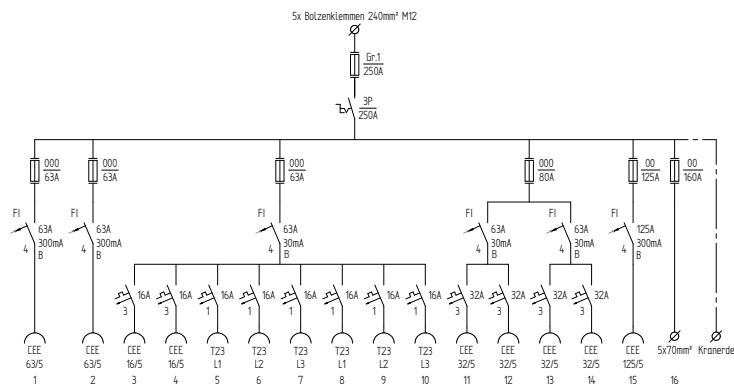 5x Bolzenklemmen 240mm² M12
Gr.1
250A
3P
250A
000
63A
000
63A
000
63A
000
80A
00
125A
00
160A
FI
63A
300mA
4
B
FI
63A
300mA
4
B
FI
63A
30mA
4
B
FI
63A
30mA
4
B
FI
63A
30mA
4
B
FI
125A
300mA
4
B
16A
3
16A
3
16A
1
16A
1
16A
1
16A
1
16A
1
16A
1
32A
3
32A
3
32A
3
32A
3
CEE CEE CEE CEE T23 T23 T23 T23 T23 T23 CEE CEE CEE CEE CEE 5x70mm² Kranerde
63/5 63/5 16/5 16/5 L1 L2 L3 L1 L2 L3 32/5 32/5 32/5 32/5 125/5
1 2 3 4 5 6 7 8 9 10 11 12 13 14 15 16